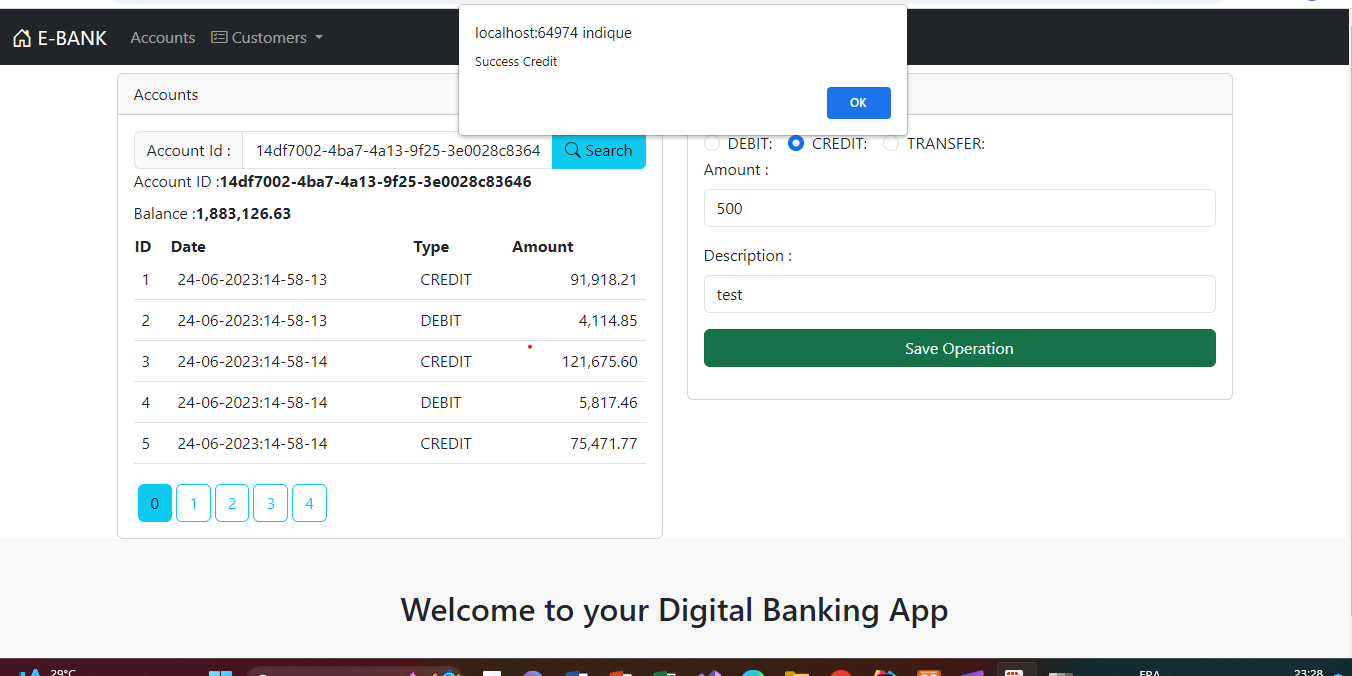 E-BANK Accounts Customers
localhost:64974 indique
Success Credit
OK
Accounts
Account Id : 14df7002-4ba7-4a13-9f25-3e0028c8364 Search
Account ID :14df7002-4ba7-4a13-9f25-3e0028c83646
Balance :1,883,126.63
ID Date Type Amount
1 24-06-2023:14-58-13 CREDIT 91,918.21
2 24-06-2023:14-58-13 DEBIT 4,114.85
3 24-06-2023:14-58-14 CREDIT 121,675.60
4 24-06-2023:14-58-14 DEBIT 5,817.46
5 24-06-2023:14-58-14 CREDIT 75,471.77
0 1 2 3 4
DEBIT: CREDIT: TRANSFER:
Amount :
500
Description :
test
Save Operation
Welcome to your Digital Banking App
29°C FRA 23:28